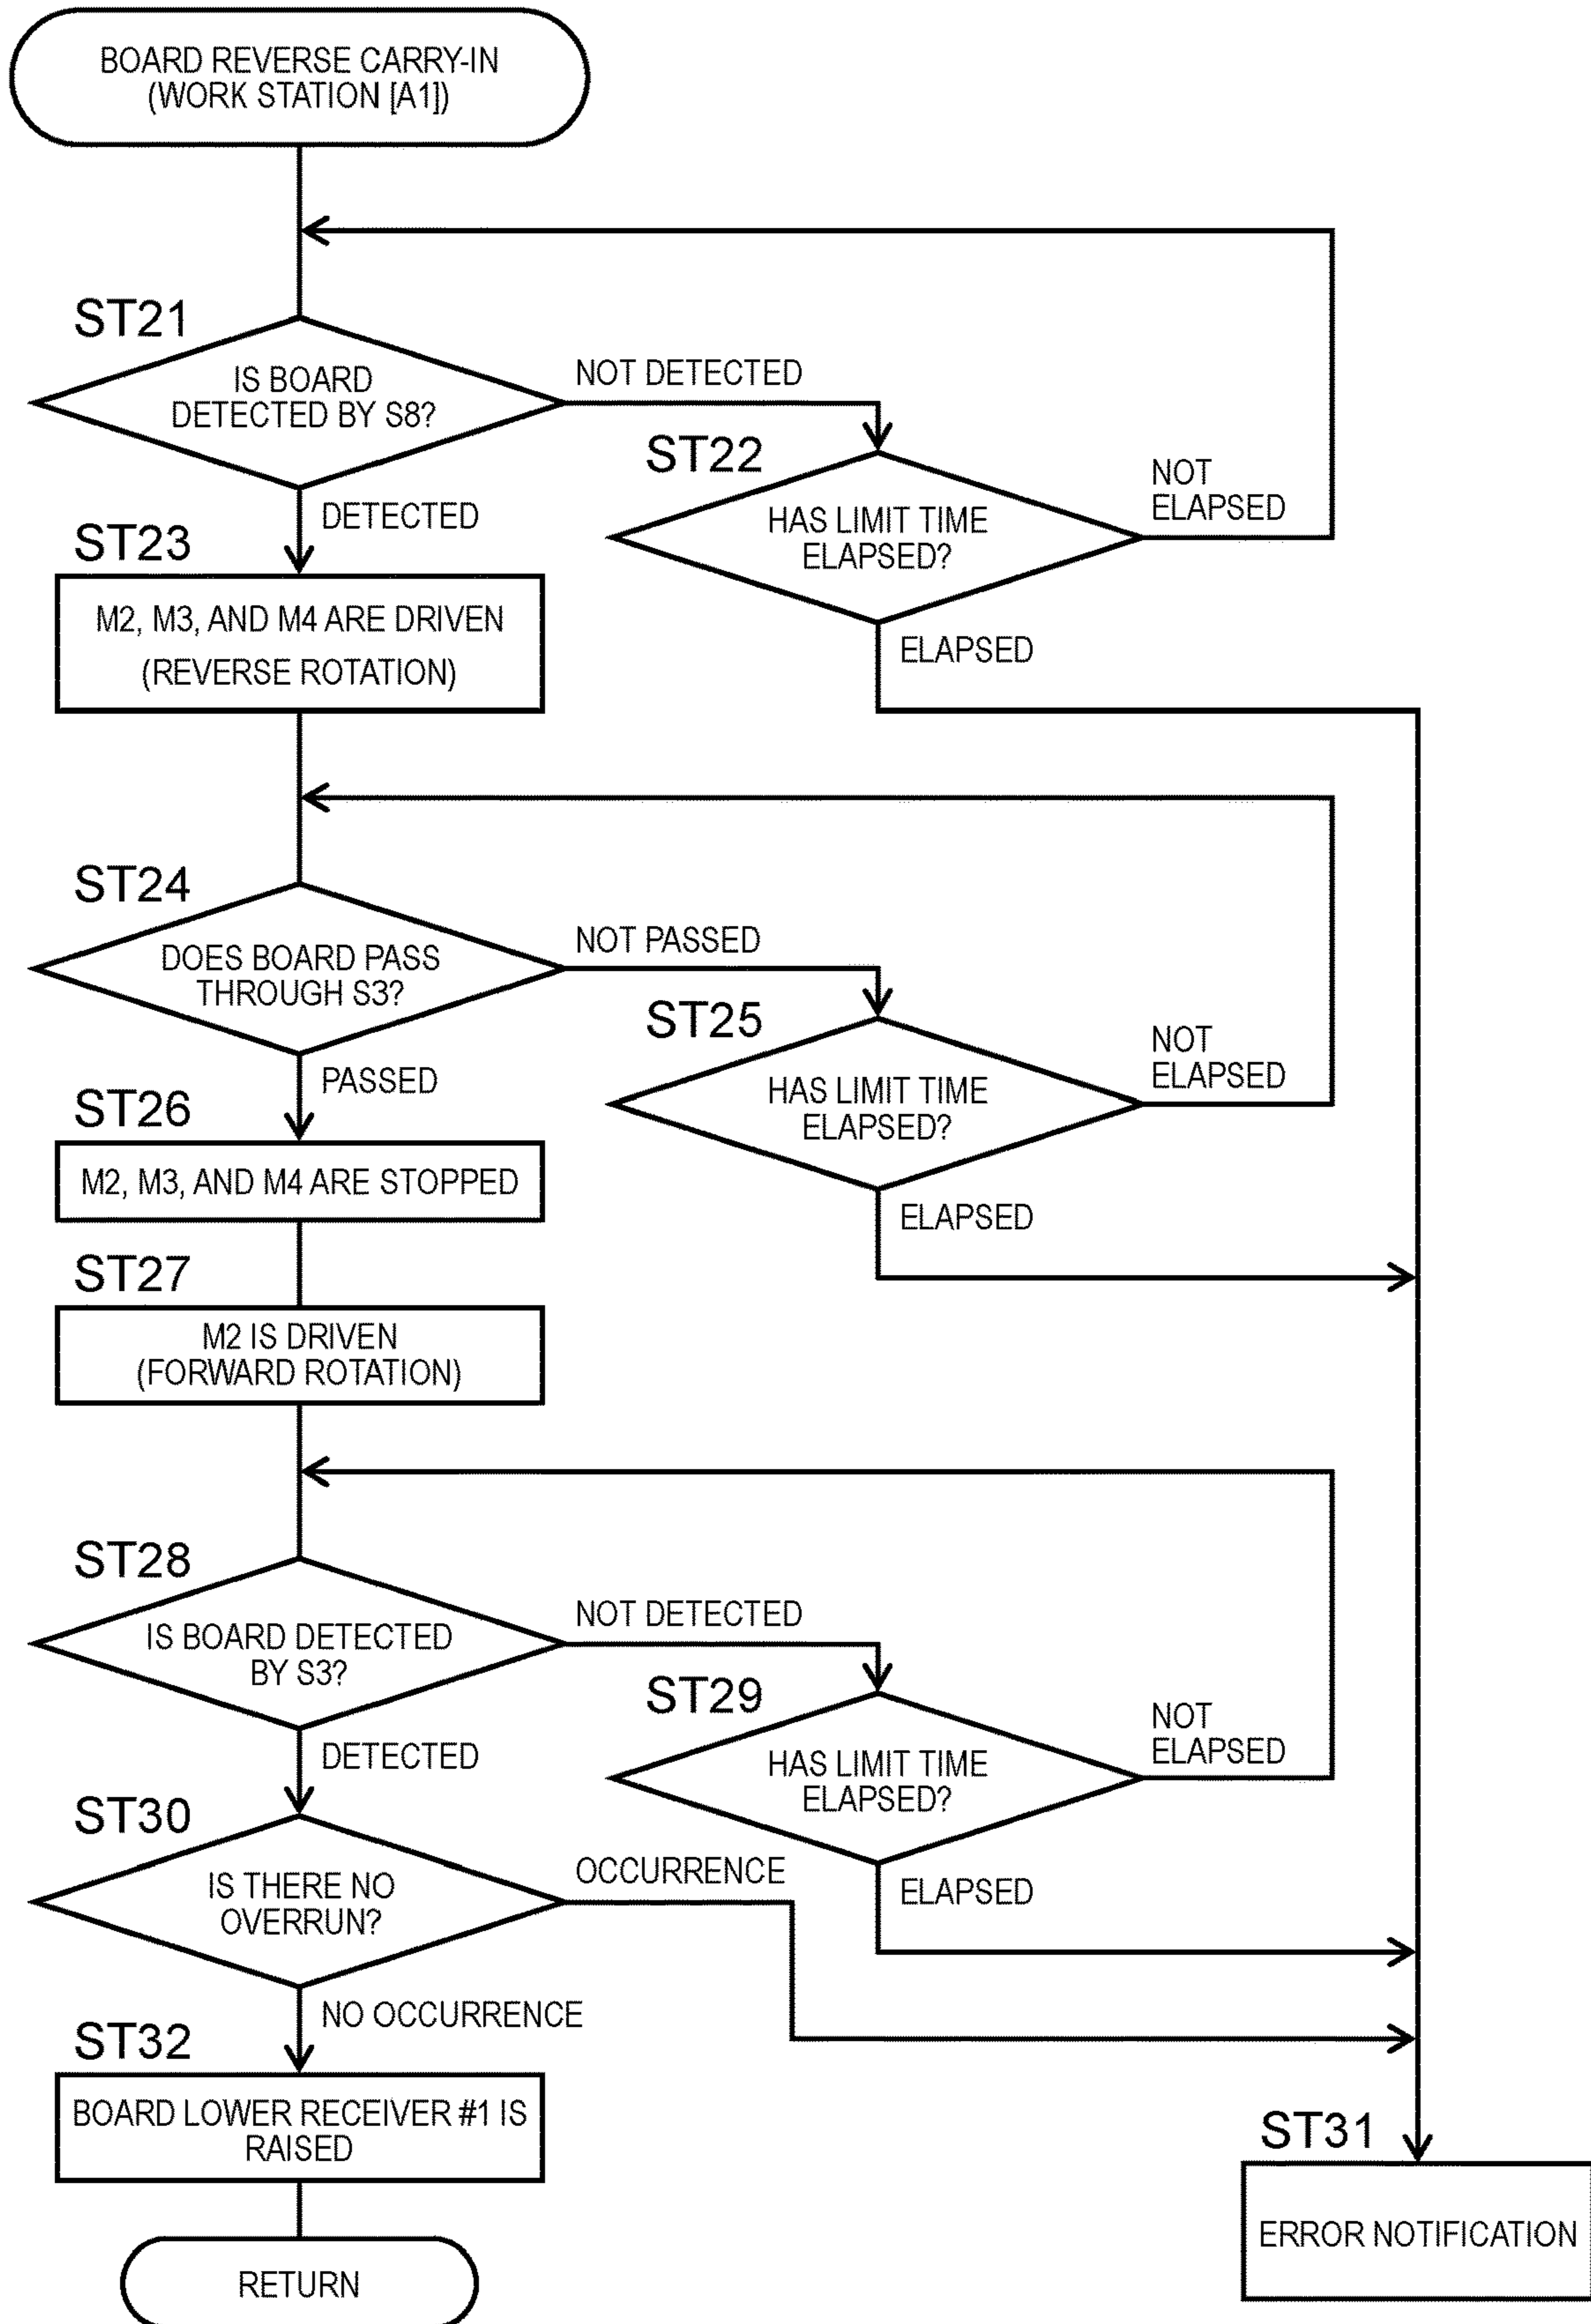 BOARD REVERSE CARRY-IN
(WORK STATION [A1])
ST21
IS BOARD
DETECTED BY S8?
NOT DETECTED
ST22
HAS LIMIT TIME
ELAPSED?
NOT
ELAPSED
DETECTED
ELAPSED
ST23
M2, M3, AND M4 ARE DRIVEN
(REVERSE ROTATION)
ST24
DOES BOARD PASS
THROUGH S3?
NOT PASSED
ST25
HAS LIMIT TIME
ELAPSED?
NOT
ELAPSED
PASSED
ELAPSED
ST26
M2, M3, AND M4 ARE STOPPED
ST27
M2 IS DRIVEN
(FORWARD ROTATION)
ST28
IS BOARD DETECTED
BY S3?
NOT DETECTED
ST29
HAS LIMIT TIME
ELAPSED?
NOT
ELAPSED
DETECTED
ELAPSED
ST30
IS THERE NO
OVERRUN?
OCCURRENCE
NO OCCURRENCE
ST32
BOARD LOWER RECEIVER #1 IS
RAISED
ST31
ERROR NOTIFICATION
RETURN